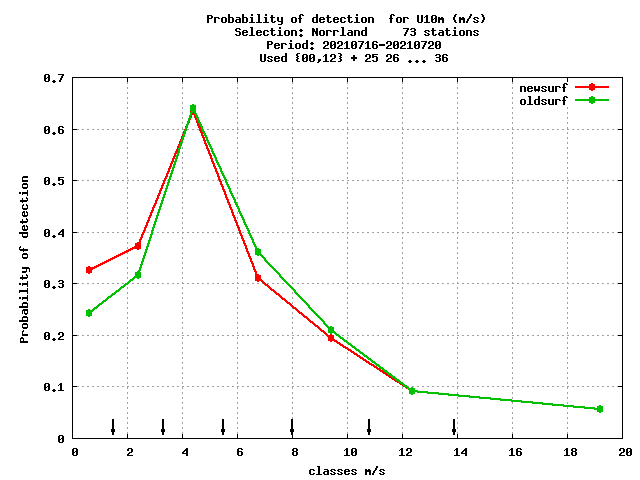 Probability of detection  for U10m (m/s)
Selection: Norrland     73 stations
Period: 20210716-20210720
Used {00,12} + 25 26 ... 36
newsurf
oldsurf
Probability of detection
0.7
0.6
0.5
0.4
0.3
0.2
0.1
0
0 2 4 6 8 10 12 14 16 18 20
classes m/s